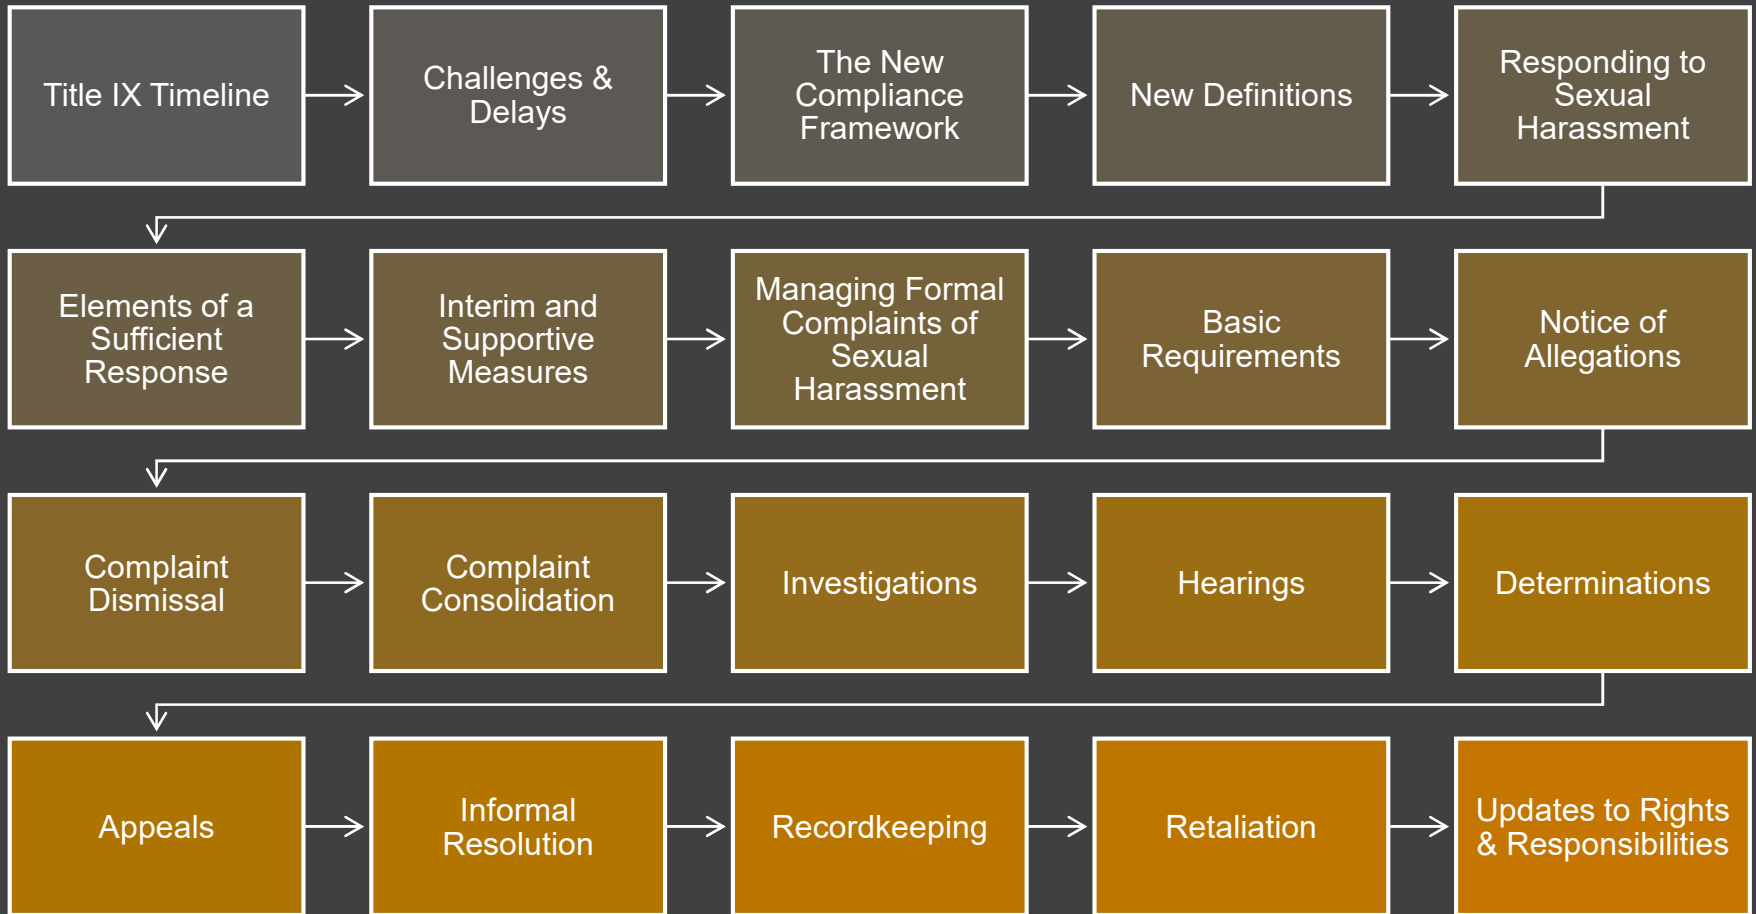 Title IX Timeline
Challenges &
Delays
The New
Compliance
Framework
New Definitions
Responding to
Sexual
Harassment
Elements of a
Sufficient
Response
Interim and
Supportive
Measures
Managing Formal
Complaints of
Sexual
Harassment
Basic
Requirements
Notice of
Allegations
Complaint
Dismissal
Complaint
Consolidation
Investigations
Hearings
Determinations
Appeals
Informal
Resolution
Recordkeeping
Retaliation
Updates to Rights
& Responsibilities